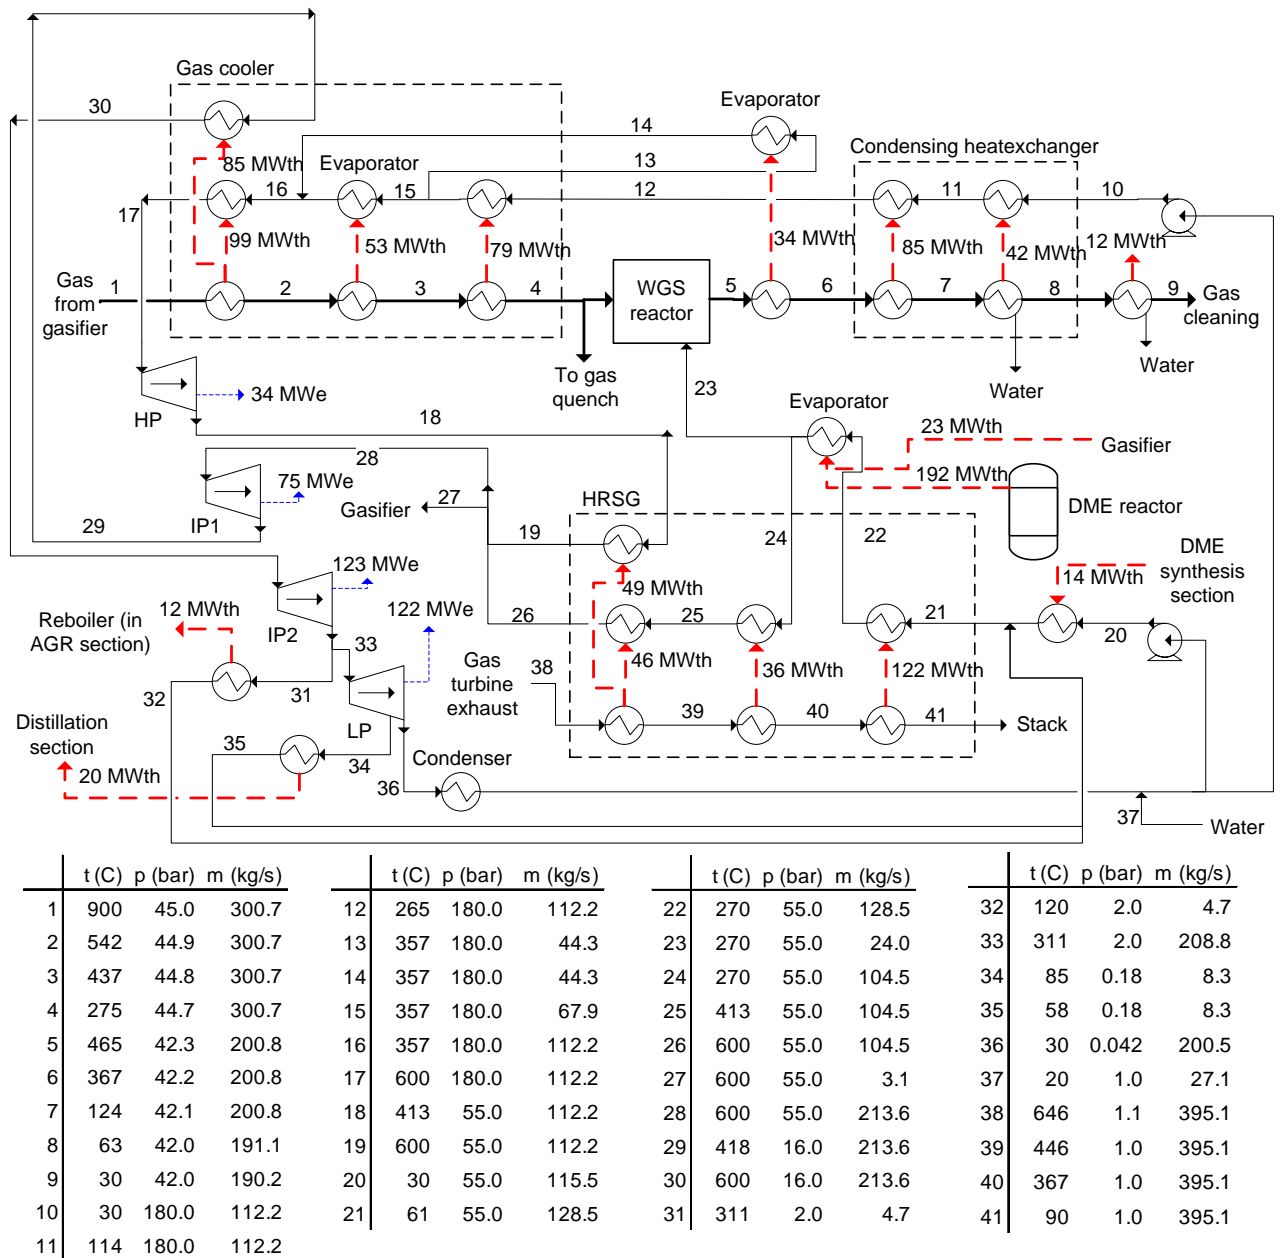 Gas cooler
30
Evaporator
14
85 MWth
Evaporator
13
Condensing heatexchanger
17
16
15
12
11
10
99 MWth
53 MWth
79 MWth
34 MWth
85 MWth
42 MWth
12 MWth
Gas
from
gasifier
1
2
3
4
WGS
reactor
5
6
7
8
9
Gas
cleaning
To gas
quench
Water
Water
23
34 MWe
HP
18
Evaporator
23 MWth
Gasifier
192 MWth
DME reactor
28
75 MWe
IP1
27
Gasifier
HRSG
29
19
24
22
DME
synthesis
section
14 MWth
123 MWe
49 MWth
Reboiler (in
AGR section)
12 MWth
122 MWe
26
25
21
20
IP2
33
46 MWth
36 MWth
122 MWth
32
31
Gas
turbine
exhaust
38
39
40
41
Stack
LP
Distillation
section
35
34
Condenser
20 MWth
36
37
Water
t (C) p (bar) m (kg/s)
1 900 45.0 300.7
2 542 44.9 300.7
3 437 44.8 300.7
4 275 44.7 300.7
5 465 42.3 200.8
6 367 42.2 200.8
7 124 42.1 200.8
8 63 42.0 191.1
9 30 42.0 190.2
10 30 180.0 112.2
11 114 180.0 112.2
t (C) p (bar) m (kg/s)
12 265 180.0 112.2
13 357 180.0 44.3
14 357 180.0 44.3
15 357 180.0 67.9
16 357 180.0 112.2
17 600 180.0 112.2
18 413 55.0 112.2
19 600 55.0 112.2
20 30 55.0 115.5
21 61 55.0 128.5
t (C) p (bar) m (kg/s)
22 270 55.0 128.5
23 270 55.0 24.0
24 270 55.0 104.5
25 413 55.0 104.5
26 600 55.0 104.5
27 600 55.0 3.1
28 600 55.0 213.6
29 418 16.0 213.6
30 600 16.0 213.6
31 311 2.0 4.7
t (C) p (bar) m (kg/s)
32 120 2.0 4.7
33 311 2.0 208.8
34 85 0.18 8.3
35 58 0.18 8.3
36 30 0.042 200.5
37 20 1.0 27.1
38 646 1.1 395.1
39 446 1.0 395.1
40 367 1.0 395.1
41 90 1.0 395.1